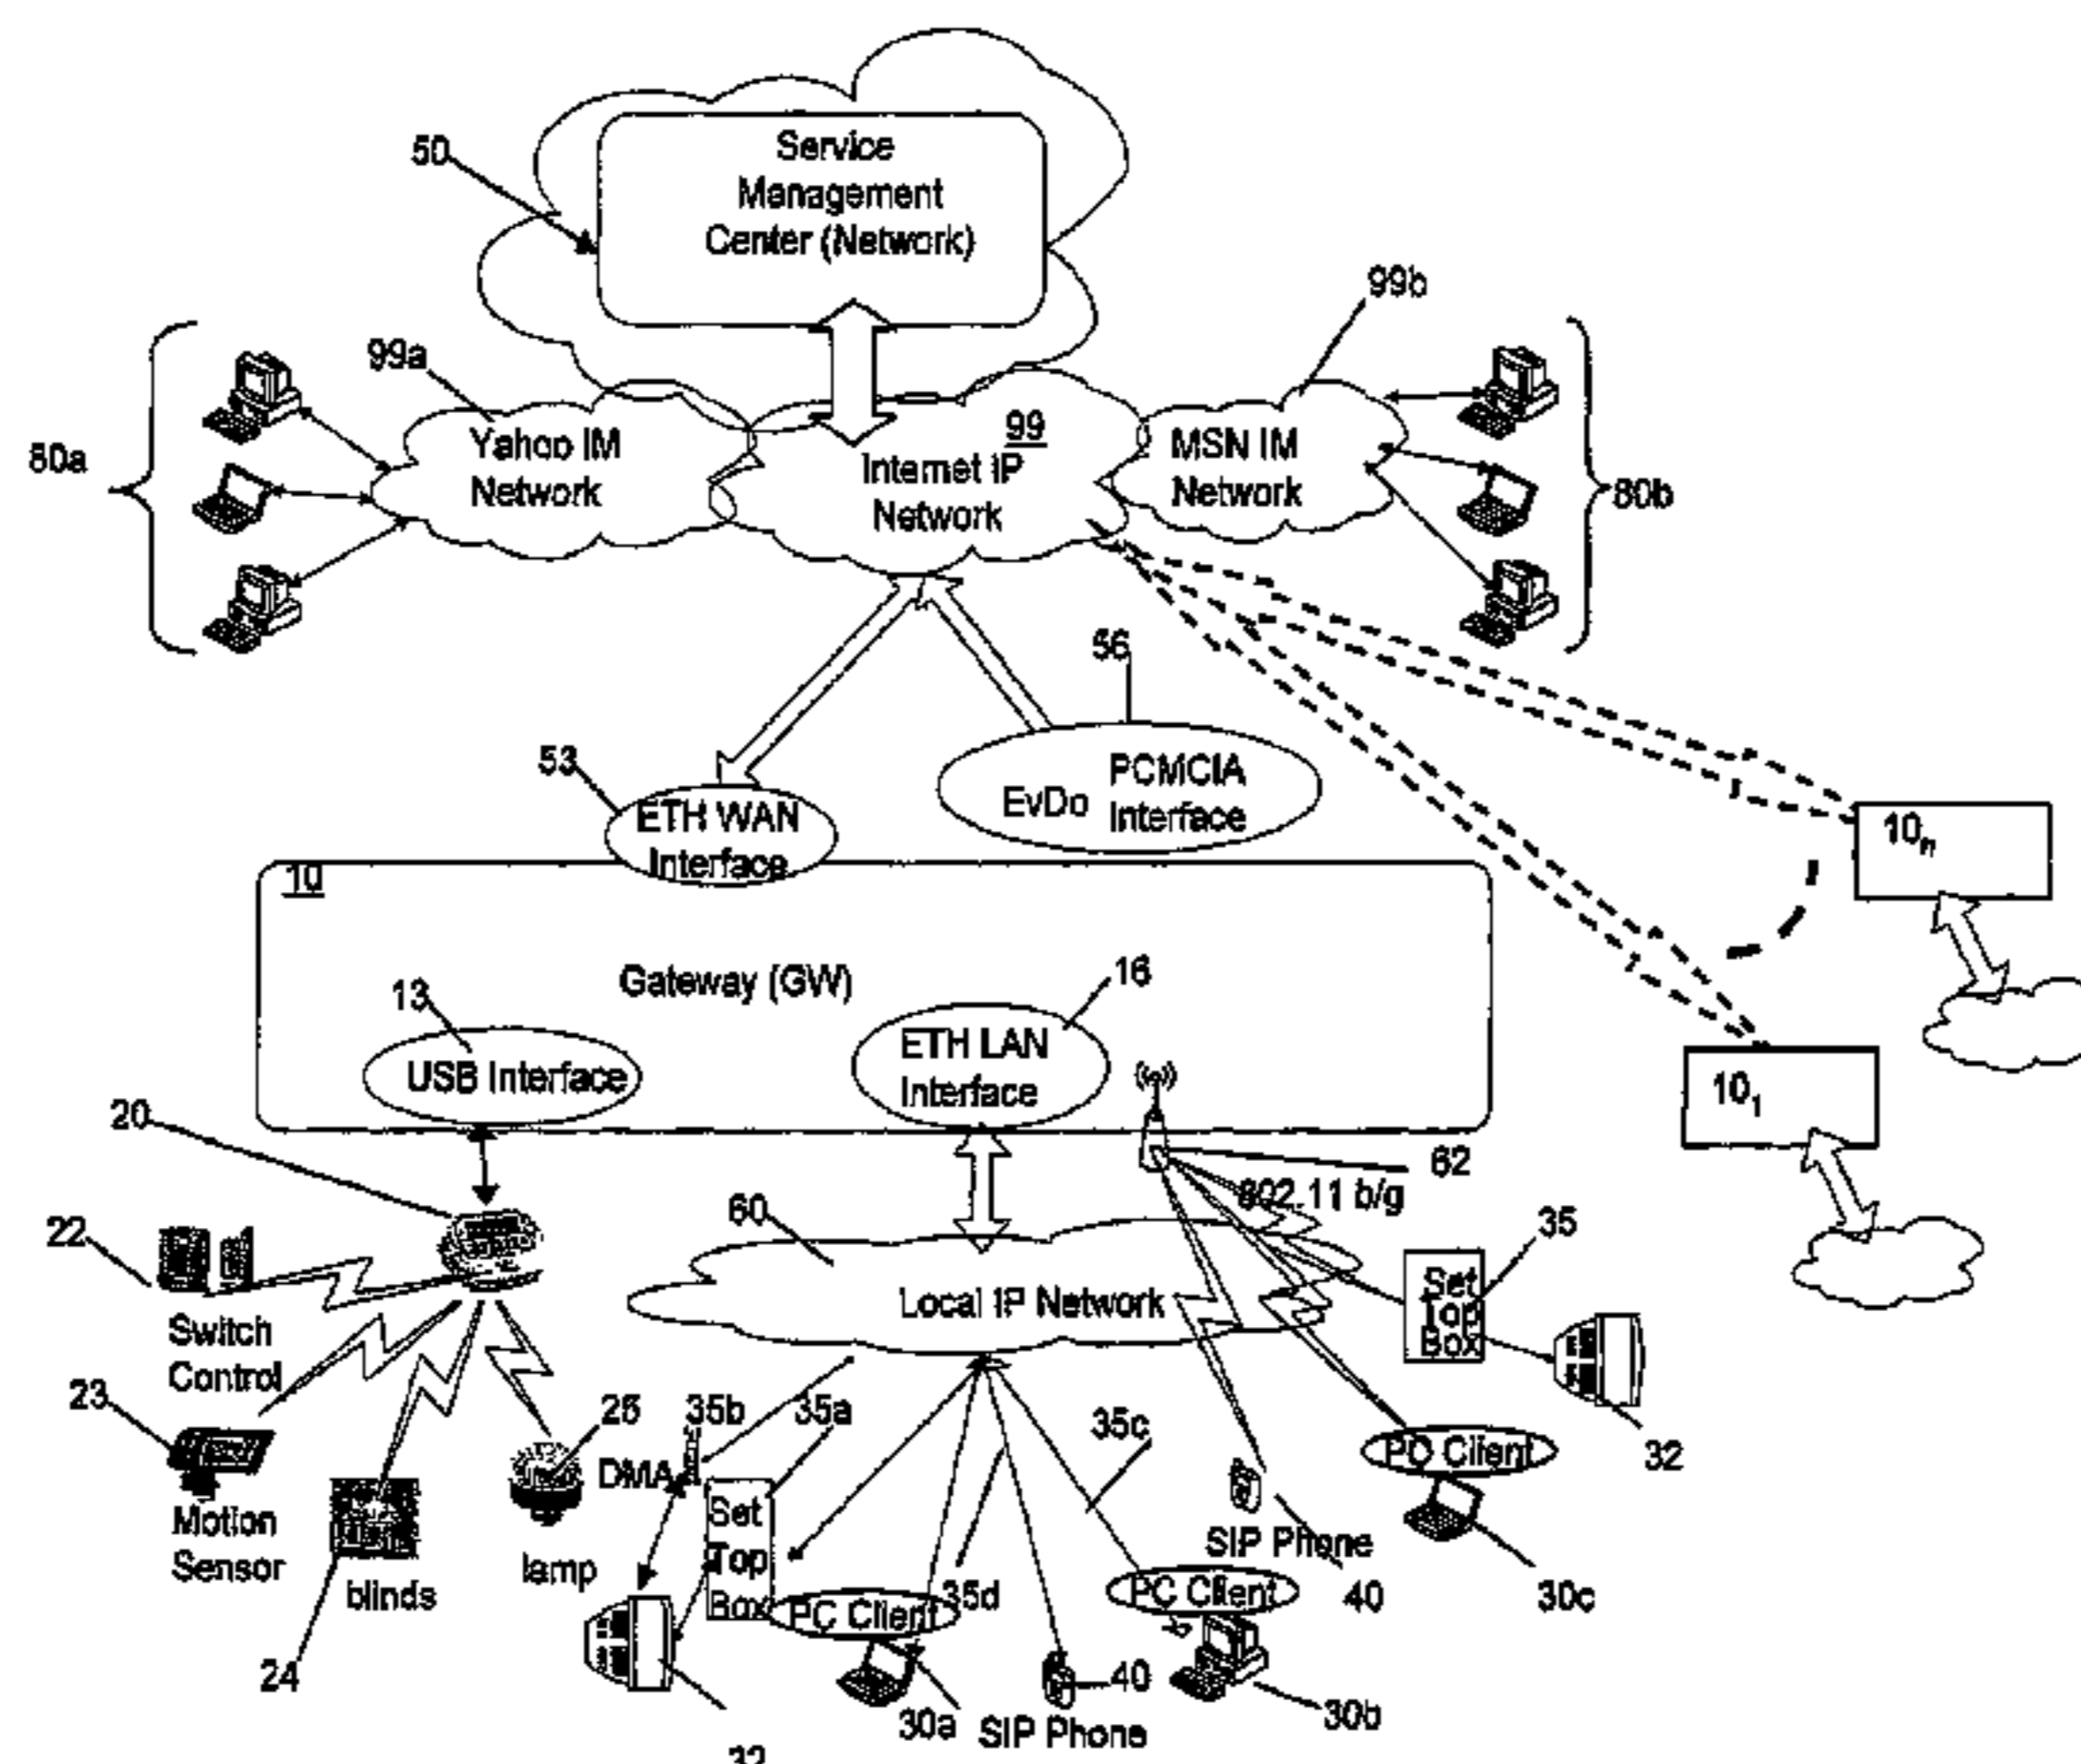 50
Service
Management
Center (Network)
99b
99a
80a
Yahoo IM
Network
99
Internet IP
Network
MSN IM
Network
80b
56
53
ETH WAN
Interface
EvDo
PCMCIA
Interface
10
10n
Gateway (GW)
13
16
USB Interface
ETH LAN
Interface
101
20
62
802.11 b/g
22
60
35
Switch
Control
Local IP Network
Set
Top
Box
23
26
35b
35a
35c
32
DMA
PC Client
Motion
Sensor
Set
Top
Box
SIP Phone
blinds
lamp
PC Client
35d
PC Client
40
30c
24
40
30a
SIP Phone
30b
32